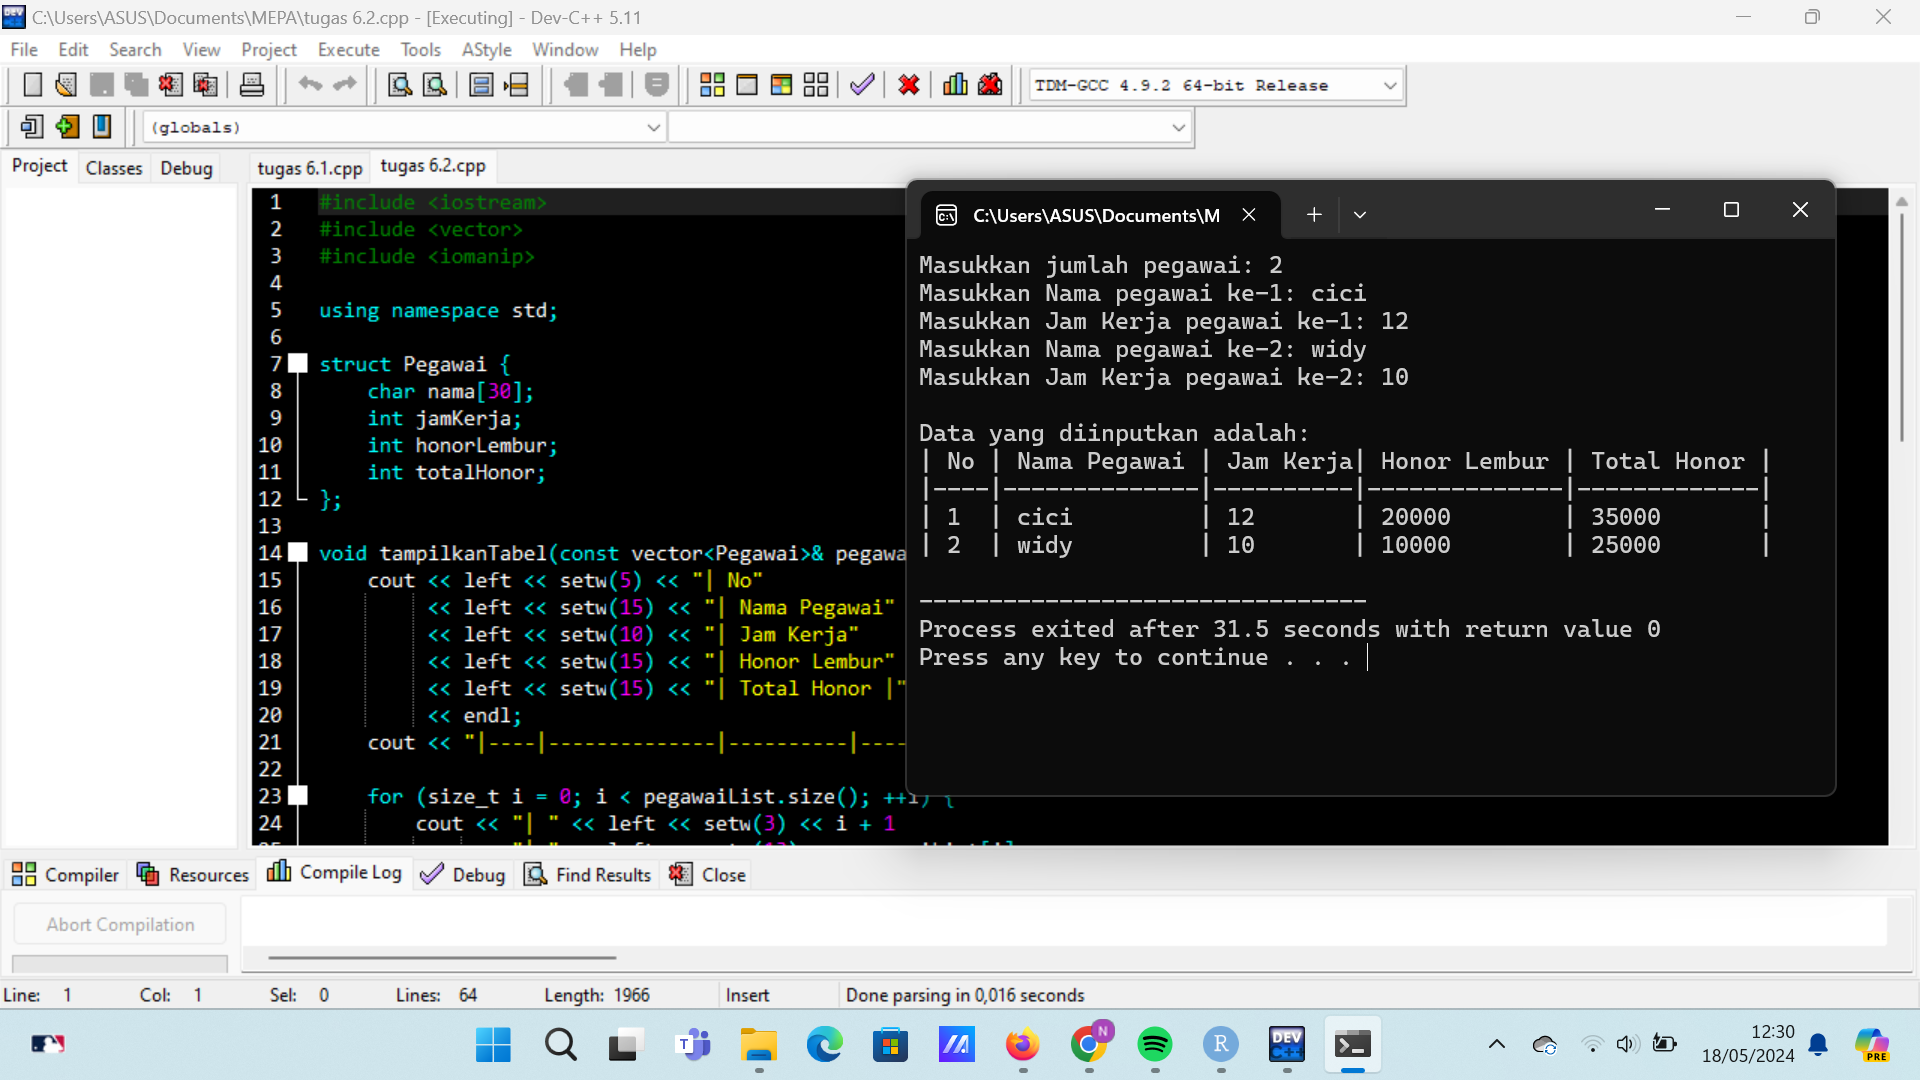 C:\Users\ASUS\Documents\MEPA\tugas 6.2.cpp - [Executing] - Dev-C++ 5.11
File Edit Search View Project Execute Tools AStyle Window Help
TDM-GCC 4.9.2 64-bit Release
(globals)
Project Classes Debug tugas 6.1.cpp tugas 6.2.cpp
1 #include <iostream>
2 #include <vector>
3 #include <iomanip>
4
5 using namespace std;
6
7 struct Pegawai {
8 char nama[30];
9 int jamKerja;
10 int honorLembur;
11 int totalHonor;
12 };
13
14 void tampilkanTabel(const vector<Pegawai>& pegawa
15 cout << left << setw(5) << "| No"
16 << left << setw(15) << "| Nama Pegawai"
17 << left << setw(10) << "| Jam Kerja"
18 << left << setw(15) << "| Honor Lembur"
19 << left << setw(15) << "| Total Honor |"
20 << endl;
21 cout << "|----|--------------|----------|----
22
23 for (size_t i = 0; i < pegawaiList.size(); ++i) {
24 cout << "| " << left << setw(3) << i + 1
C:\Users\ASUS\Documents\M
Masukkan jumlah pegawai: 2
Masukkan Nama pegawai ke-1: cici
Masukkan Jam Kerja pegawai ke-1: 12
Masukkan Nama pegawai ke-2: widy
Masukkan Jam Kerja pegawai ke-2: 10
Data yang diinputkan adalah:
| No | Nama Pegawai | Jam Kerja| Honor Lembur | Total Honor |
|----|--------------|----------|--------------|-------------|
| 1 | cici | 12 | 20000 | 35000 |
| 2 | widy | 10 | 10000 | 25000 |
--------------------------------
Process exited after 31.5 seconds with return value 0
Press any key to continue . . .
Compiler Resources Compile Log Debug Find Results Close
Abort Compilation
Line: 1 Col: 1 Sel: 0 Lines: 64 Length: 1966 Insert Done parsing in 0,016 seconds
12:30
18/05/2024